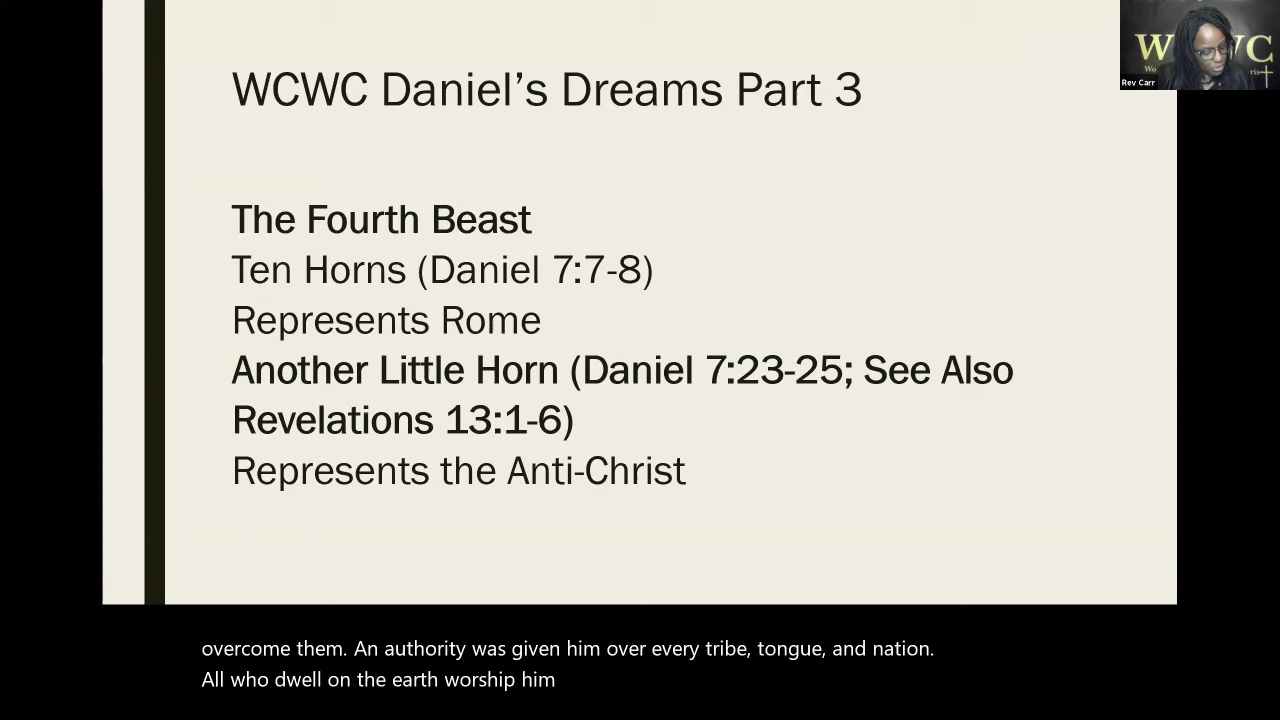 WCWC Daniel’s Dreams Part 3
The Fourth Beast
Ten Horns (Daniel 7:7-8)
Represents Rome
Another Little Horn (Daniel 7:23-25; See Also
Revelations 13:1-6)
Represents the Anti-Christ
Rev Carr
overcome them. An authority was given him over every tribe, tongue, and nation.
All who dwell on the earth worship him